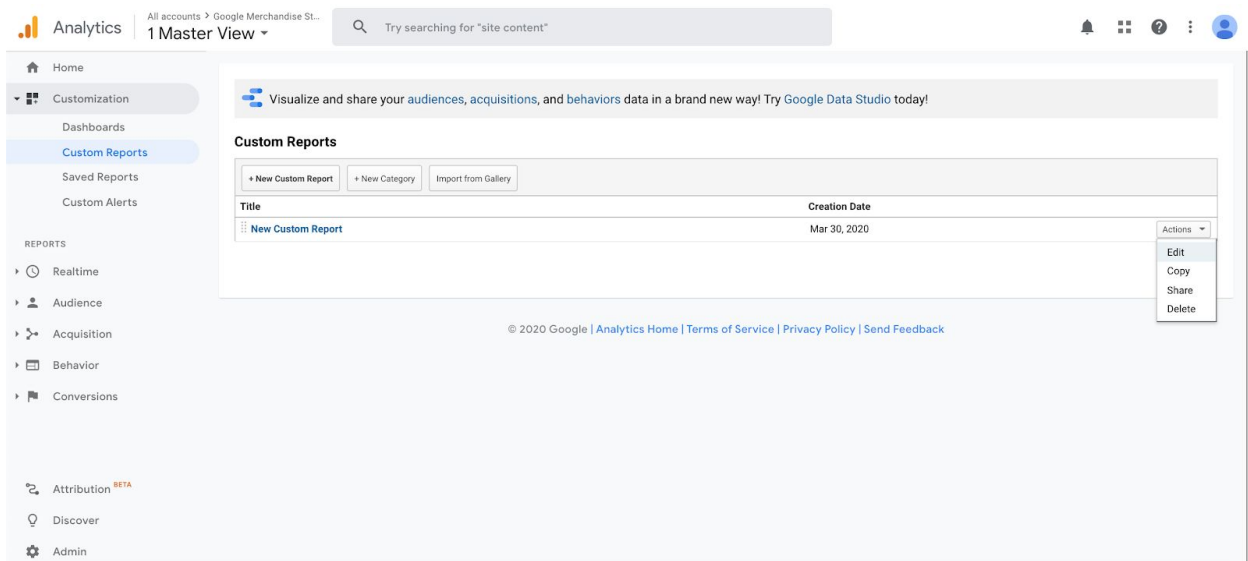 Analytics
All accounts > Google Merchandise St...
1 Master View
Try searching for "site content"
Home
Customization
Dashboards
Custom Reports
Saved Reports
Custom Alerts
REPORTS
Realtime
Audience
Acquisition
Behavior
Conversions
Attribution BETA
Discover
Admin
Visualize and share your audiences, acquisitions, and behaviors data in a brand new way! Try Google Data Studio today!
Custom Reports
+ New Custom Report
+ New Category
Import from Gallery
Title Creation Date
New Custom Report Mar 30, 2020 Actions
Edit
Copy
Share
Delete
© 2020 Google | Analytics Home | Terms of Service | Privacy Policy | Send Feedback